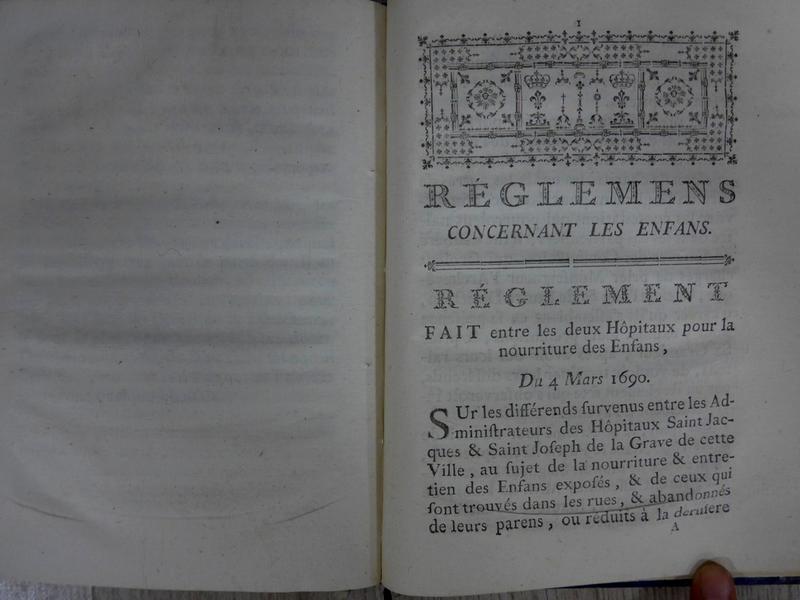 1
RÉGLEMENS
CONCERNANT LES ENFANS.
RÉGLEMENT
FAIT entre les deux Hôpitaux pour la
nourriture des Enfans,
Du 4 Mars 1690.
SUr les différends ſurvenus entre les Ad-
miniſtrateurs des Hôpitaux Saint Jac-
ques & Saint Joſeph de la Grave de cette
Ville, au ſujet de la nourriture & entre-
tien des Enfans expoſés, & de ceux qui
ſont trouvés dans les rues, & abandonnés
de leurs parens, ou réduits à la derniere
A